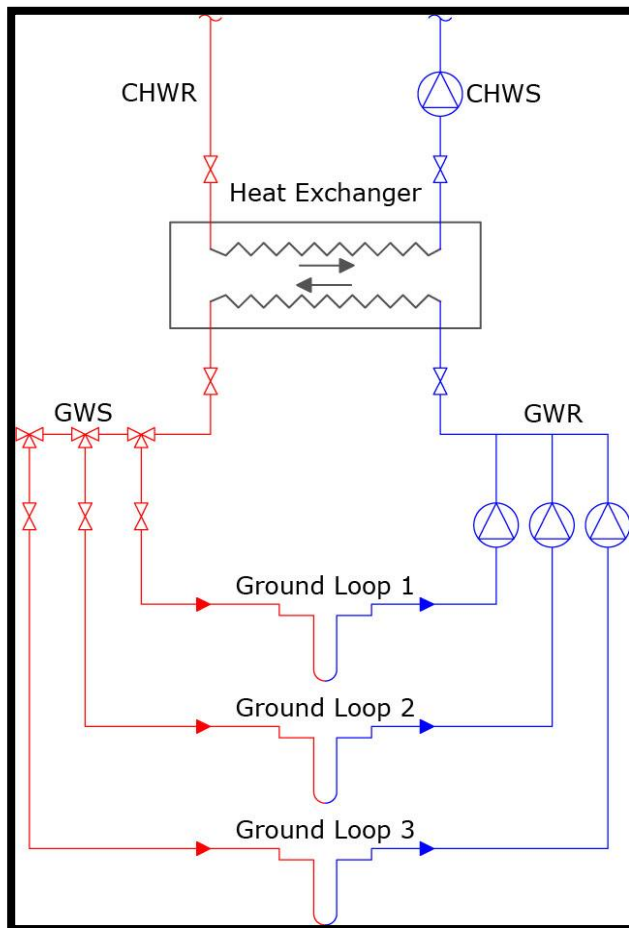 CHWR
CHWS
Heat Exchanger
GWS
GWR
Ground Loop 1
Ground Loop 2
Ground Loop 3